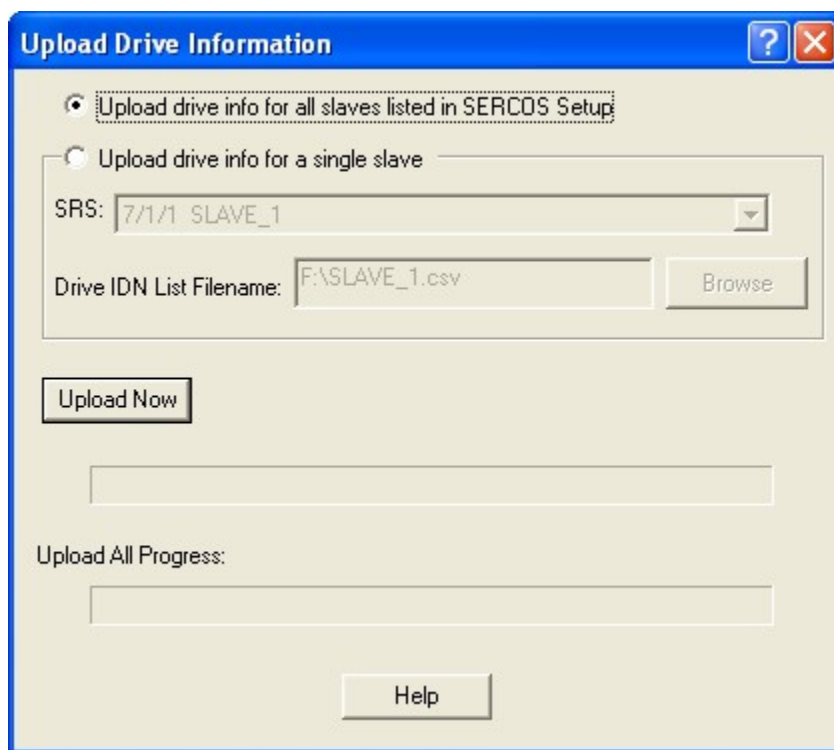 Upload Drive Information
Upload drive info for all slaves listed in SERCOS Setup
Upload drive info for a single slave
SRS: 7/1/1 SLAVE_1
Drive IDN List Filename: F:\SLAVE_1.csv Browse
Upload Now
Upload All Progress:
Help